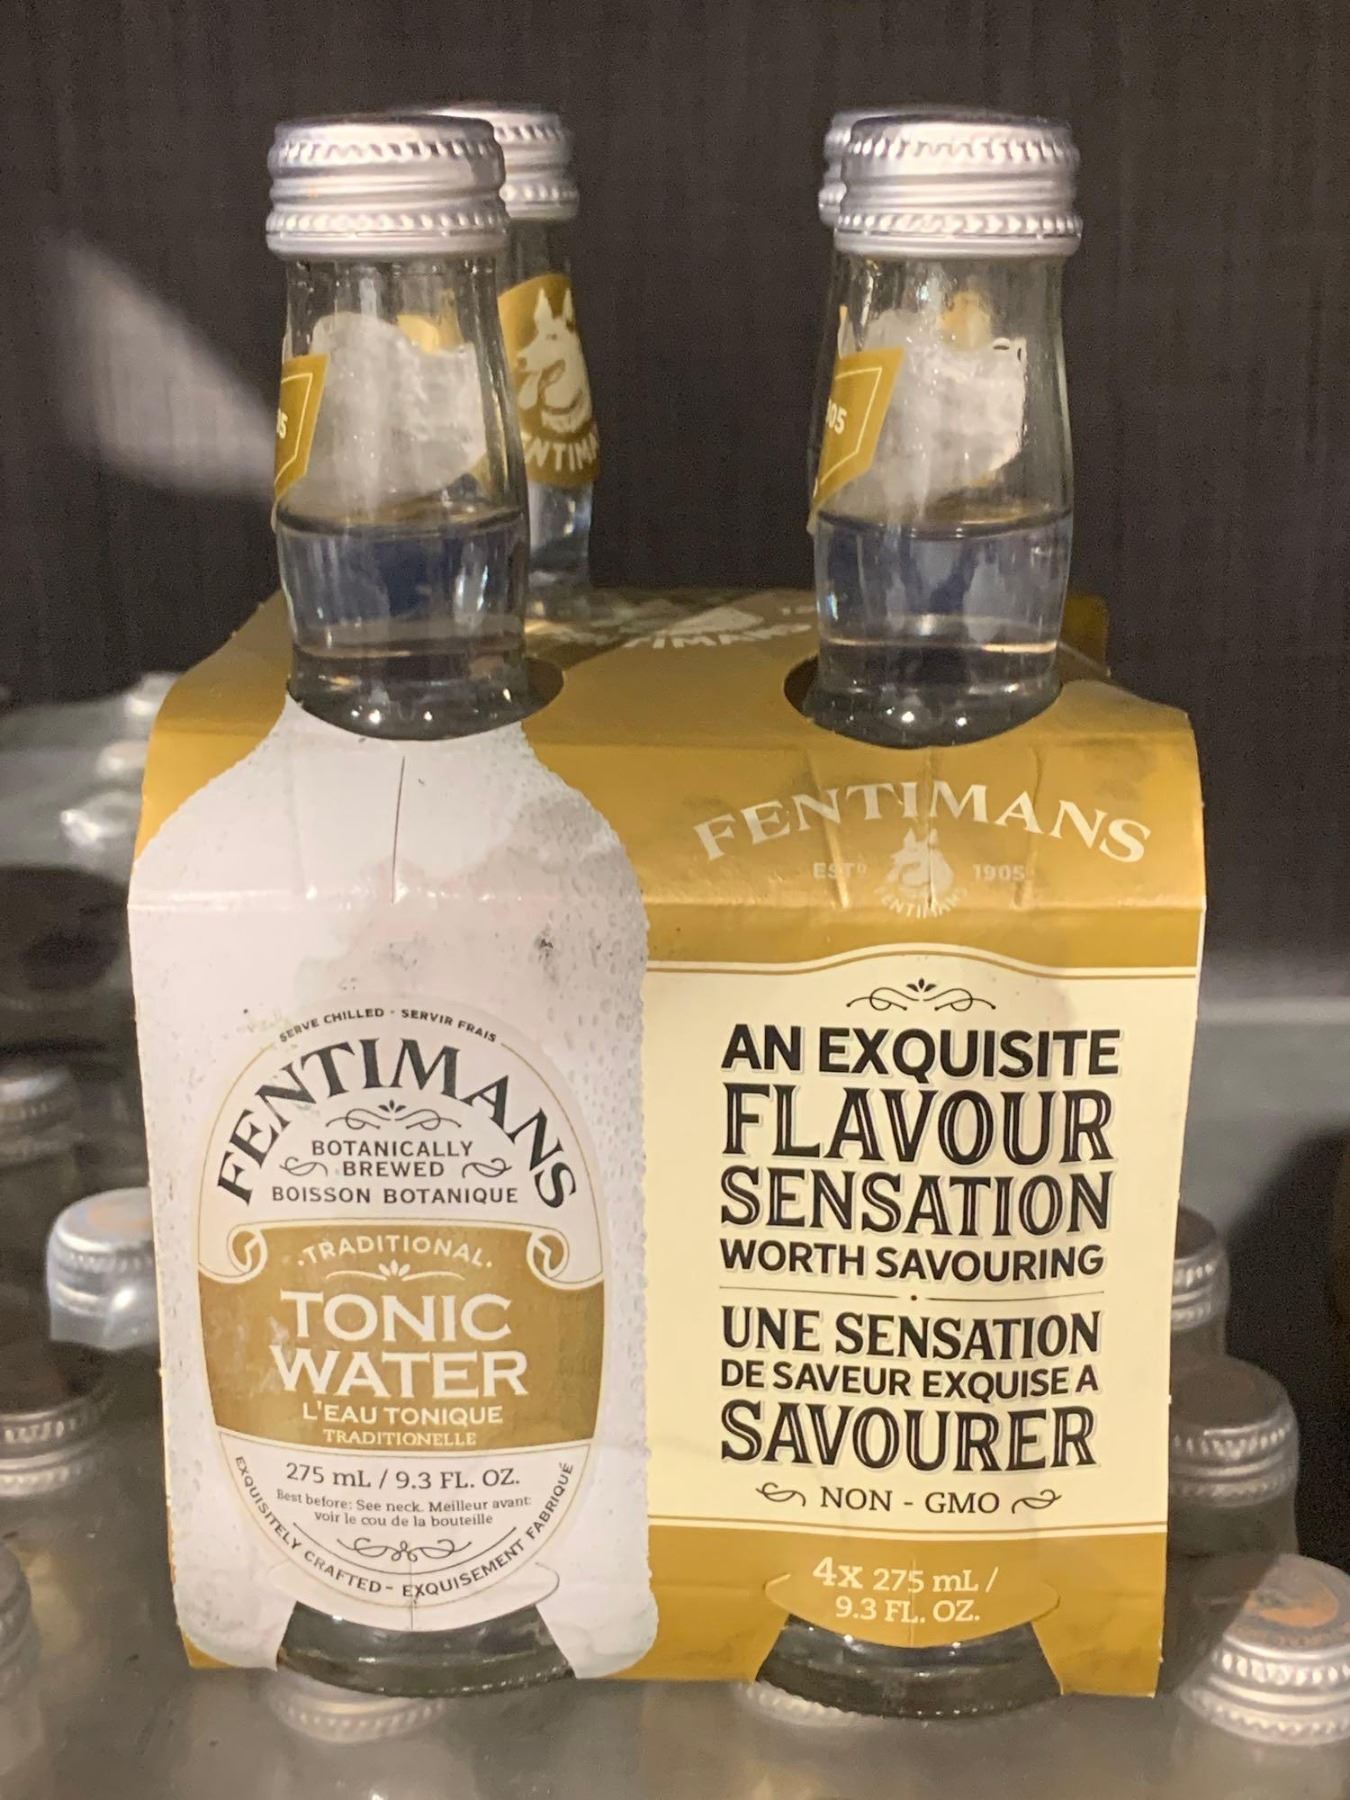 FENTIMANS
ESTD 1905
FENTIMANS
SERVE CHILLED · SERVIR FRAIS
FENTIMANS
BOTANICALLY
BREWED
BOISSON BOTANIQUE
·TRADITIONAL·
TONIC
WATER
L'EAU TONIQUE
TRADITIONELLE
275 mL / 9.3 FL. OZ.
Best before: See neck. Meilleur avant:
voir le cou de la bouteille
EXQUISITELY CRAFTED - EXQUISEMENT FABRIQUÉ
AN EXQUISITE
FLAVOUR
SENSATION
WORTH SAVOURING
UNE SENSATION
DE SAVEUR EXQUISE A
SAVOURER
NON - GMO
4x 275 mL /
9.3 FL. OZ.